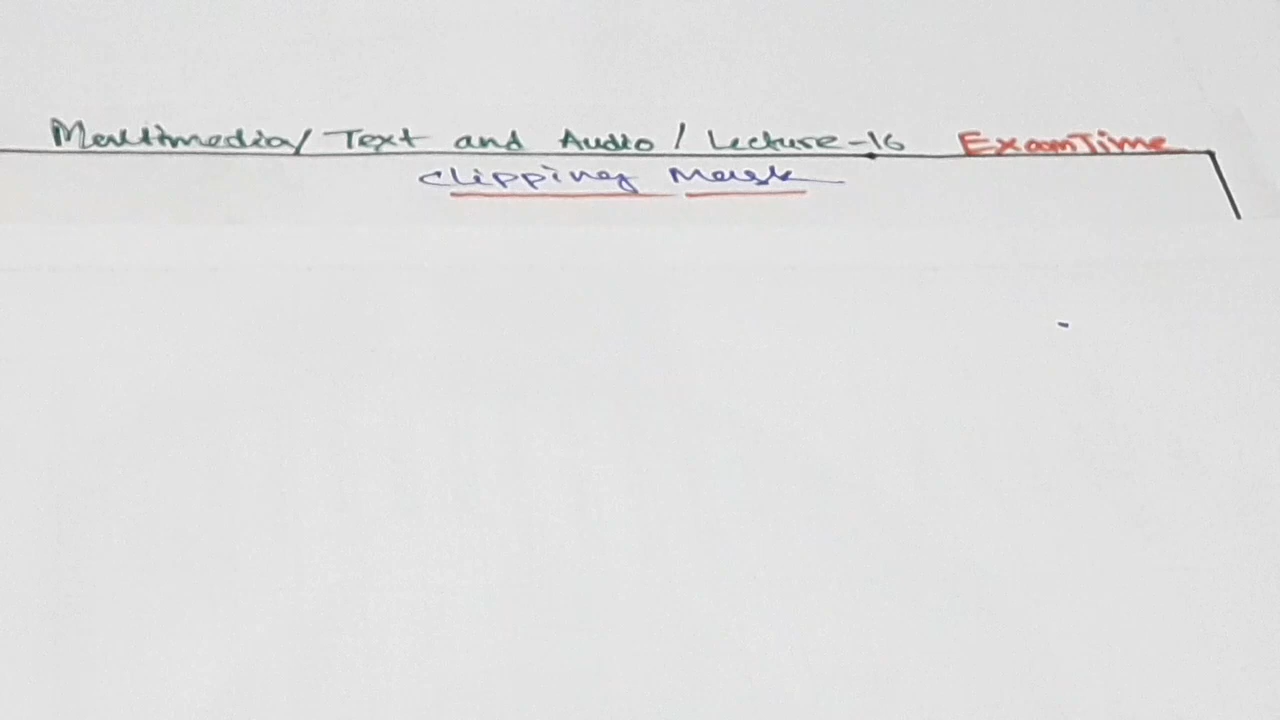 Multimedia/ Text and Audio / Lecture-16 ExamTime
Clipping Mask